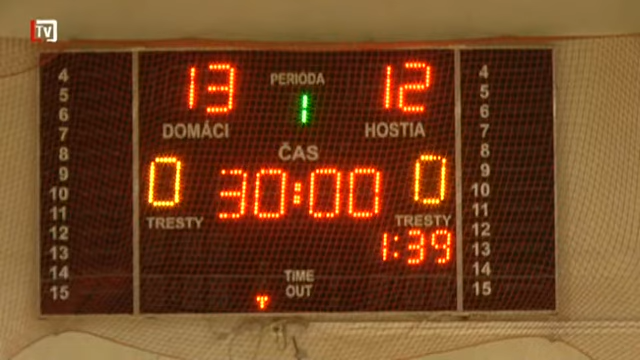 TV
13 PERIÓDA 12
1
DOMÁCI HOSTIA
ČAS
0 30:00 0
TRESTY TRESTY
1:39
TIME
OUT
T
4
5
6
7
8
9
10
11
12
13
14
15
4
5
6
7
8
9
10
11
12
13
14
15